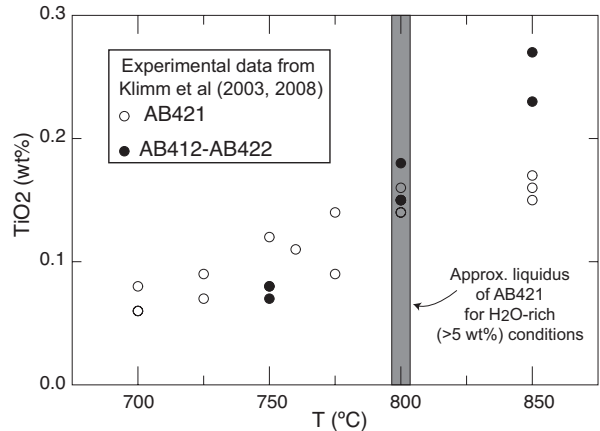 0.3
Experimental data from
Klimm et al (2003, 2008)
AB421
AB412-AB422
0.2
TiO2 (wt%)
0.1
Approx. liquidus
of AB421
for H2O-rich
(>5 wt%) conditions
0.0
700 750 800 850
T (ºC)